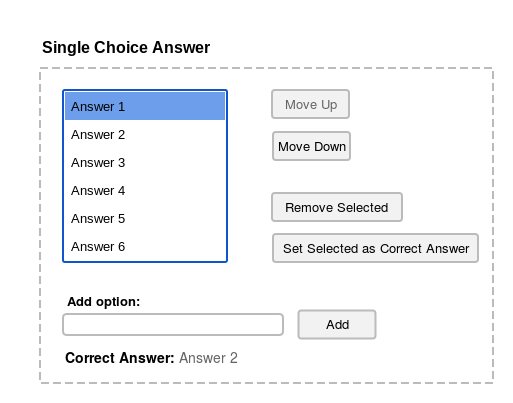 Single Choice Answer
Answer 1
Answer 2
Answer 3
Answer 4
Answer 5
Answer 6
Move Up
Move Down
Remove Selected
Set Selected as Correct Answer
Add option:
Add
Correct Answer: Answer 2